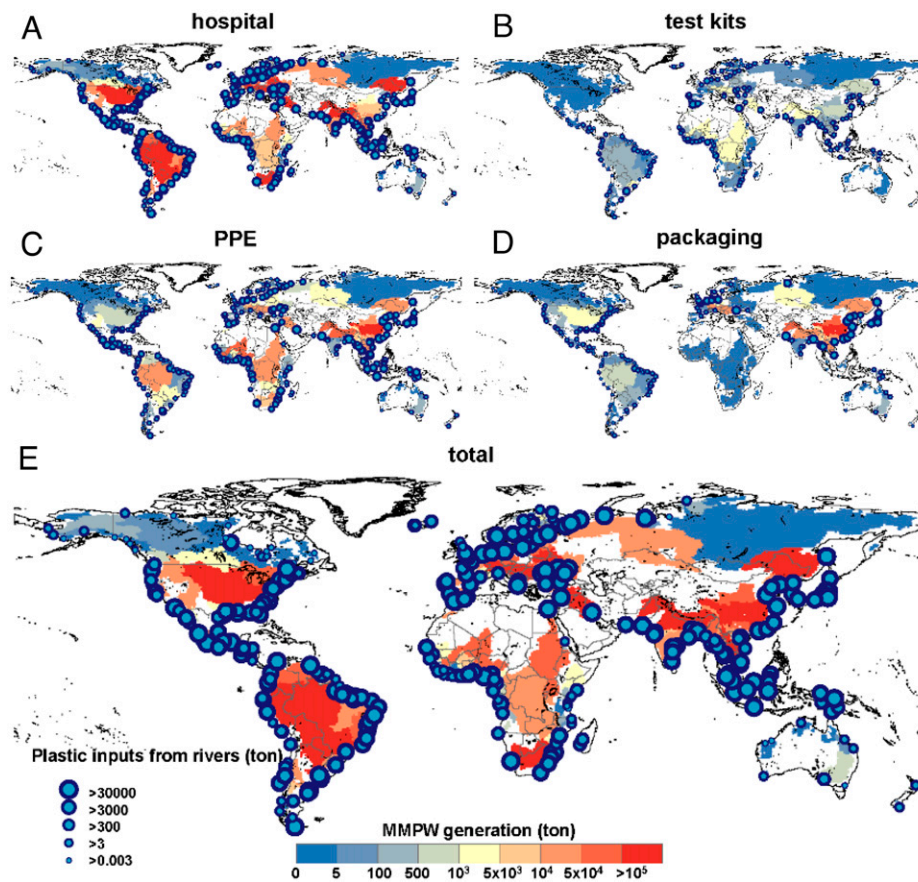 A hospital
B test kits
C PPE
D packaging
E total
Plastic inputs from rivers (ton)
>30000
>3000
>300
>3
>0.003
MMPW generation (ton)
0 5 100 500 10³ 5x10³ 10⁴ 5x10⁴ >10⁵